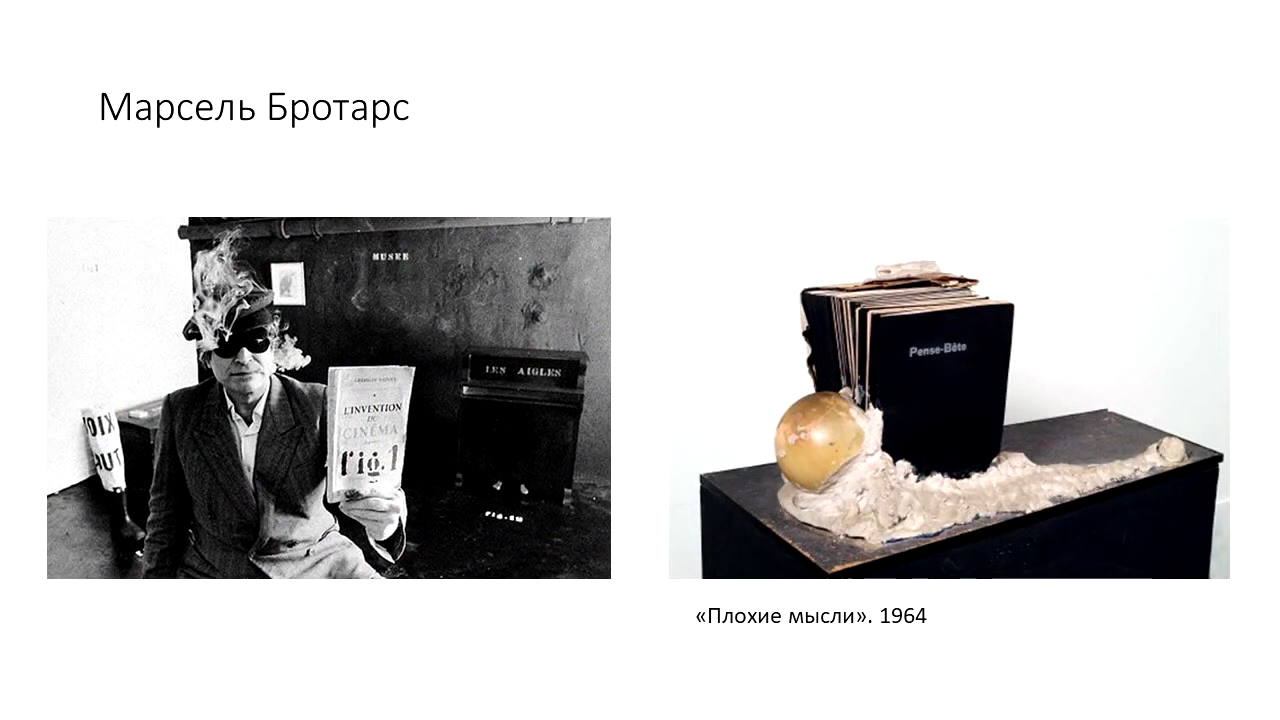 Марсель Бротарс
MUSEE
LES AIGLES
L'INVENTION
DU
CINÉMA
fig.1
Pense-Bête
«Плохие мысли». 1964